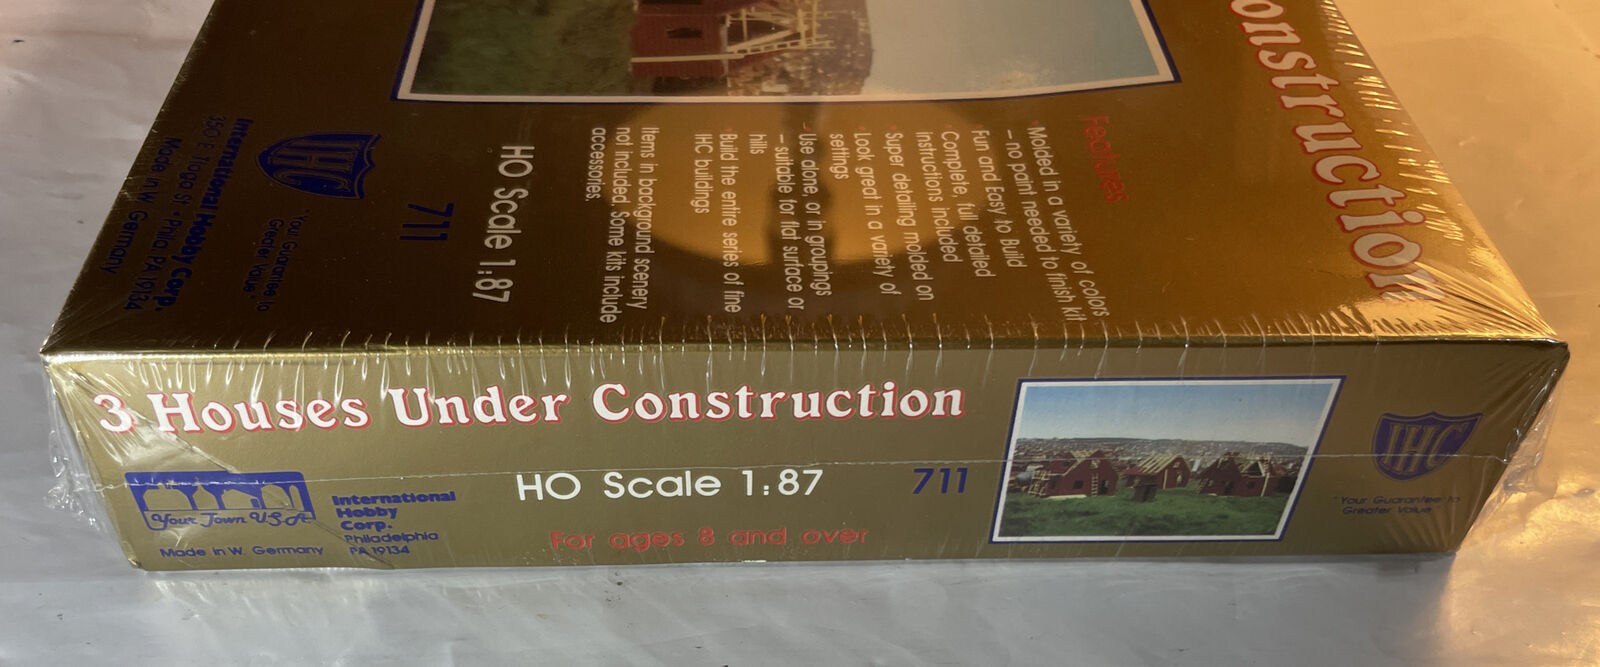 onstruction
Features
· Molded in a variety of colors
– no paint needed to finish kit
Fun and Easy to Build
· Complete, full detailed
instructions included
· Super detailing molded on
· Look great in a variety of
settings
· Use alone, or in groupings
– suitable for flat surface or
hills
· Build the entire series of fine
IHC buildings
Items in background scenery
not included. Some kits include
accessories.
HO Scale 1:87
711
IHC
"Your Guarantee to
Greater Value"
International Hobby Corp.
350 E. Tioga St • Phila PA 19134
Made in W. Germany
3 Houses Under Construction
HO Scale 1:87 711
For ages 8 and over
Your Town U.S.A.
Made in W. Germany
International
Hobby
Corp.
Philadelphia
PA 19134
IHC
"Your Guarantee to
Greater Value"